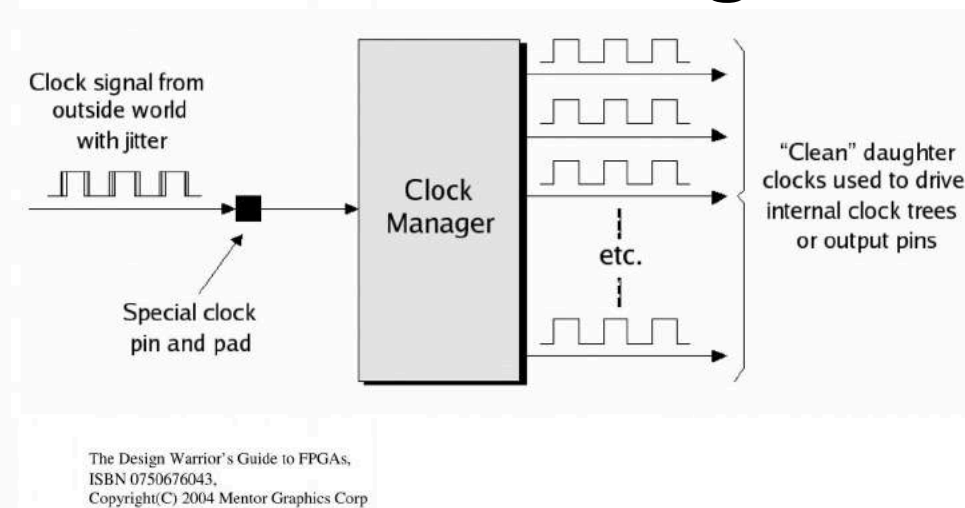 Clock signal from
outside world
with jitter
Special clock
pin and pad
Clock
Manager
etc.
"Clean" daughter
clocks used to drive
internal clock trees
or output pins
The Design Warrior's Guide to FPGAs,
ISBN 0750676043,
Copyright(C) 2004 Mentor Graphics Corp